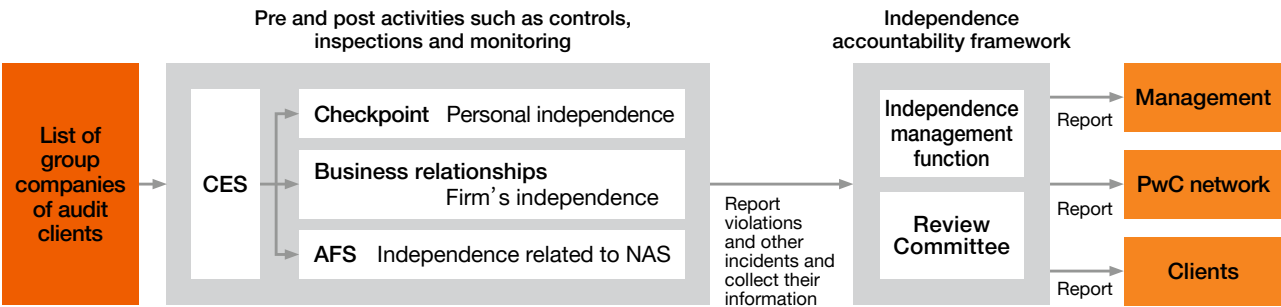 Pre and post activities such as controls,
inspections and monitoring
Independence
accountability framework
List of
group
companies
of audit
clients
CES
Checkpoint Personal independence
Business relationships
Firm's independence
AFS Independence related to NAS
Report
violations
and other
incidents and
collect their
information
Independence
management
function
Review
Committee
Report
Management
Report
PwC network
Report
Clients